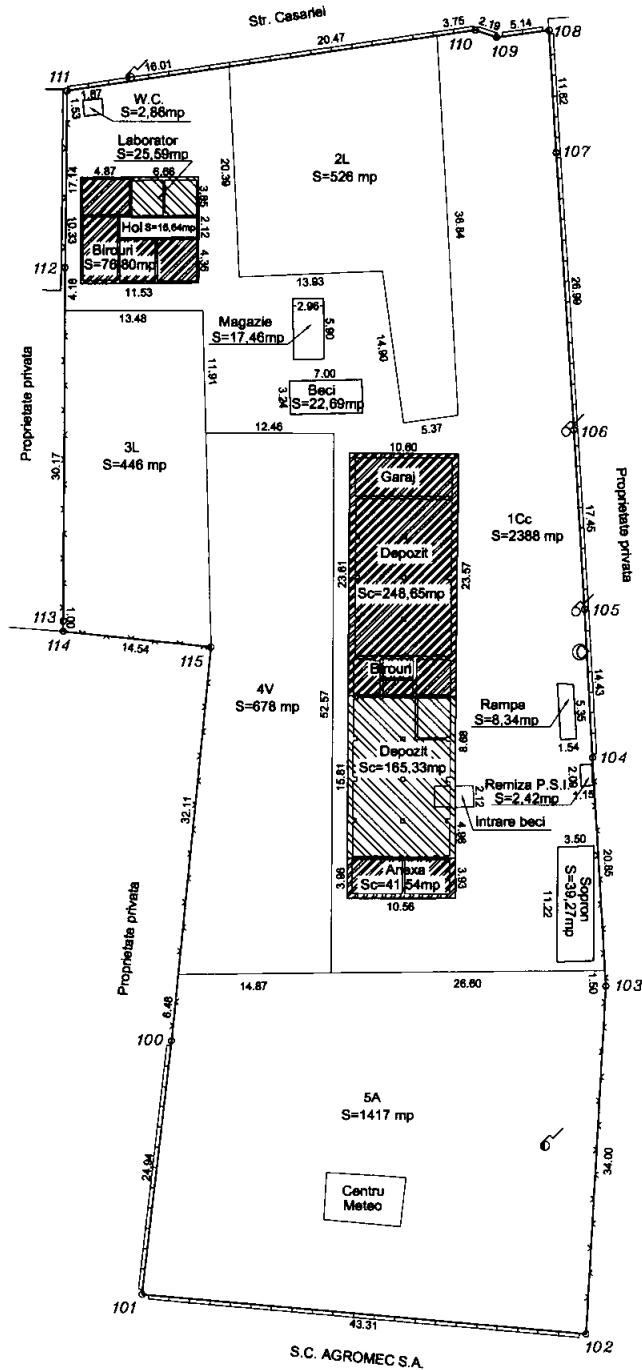 Str. Casariei
3.75
2.19
5.14
110
109
108
20.47
16.01
111
1.87
1.53
W.C.
S=2,86mp
11.82
107
Laborator
S=25,59mp
2L
S=526 mp
20.39
38.84
4.87
6.66
17.14
3.85
Hol S=16,64mp
2.12
10.33
Birouri
S=76,80mp
4.36
112
4.18
11.53
13.93
26.99
13.48
Magazie
S=17,46mp
2.96
5.90
14.90
11.91
7.00
Beci
S=22,69mp
3.24
5.37
106
Proprietate privata
12.46
3L
S=446 mp
30.17
10.60
Garaj
1Cc
S=2388 mp
Proprietate privata
17.45
Depozit
Sc=248,65mp
23.61
23.57
105
113
1.00
114
14.54
115
Birouri
14.43
4V
S=678 mp
52.57
Rampa
S=8,34mp
5.35
1.54
Depozit
Sc=165,33mp
8.89
15.81
104
Remiza P.S.I.
S=2,42mp
1.15
2.12
Intrare beci
4.98
32.11
3.50
20.85
Anexa
Sc=41,54mp
3.96
3.93
10.56
Sopron
S=39,27mp
11.22
Proprietate privata
14.87
26.60
1.50
103
6.48
100
5A
S=1417 mp
34.00
24.94
Centru
Meteo
101
43.31
102
S.C. AGROMEC S.A.